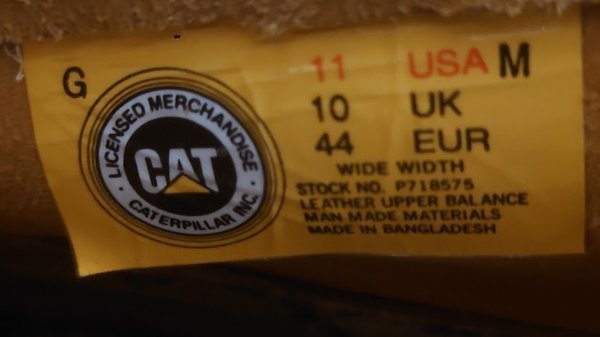 G
LICENSED MERCHANDISE
CAT
CATERPILLAR INC.
11 USA M
10 UK
44 EUR
WIDE WIDTH
STOCK NO. P718575
LEATHER UPPER BALANCE
MAN MADE MATERIALS
MADE IN BANGLADESH